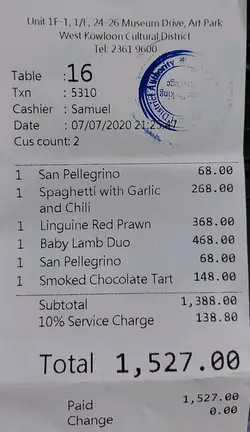 Unit 1F-1, 1/F, 24-26 Museum Drive, Art Park
West Kowloon Cultural District
Tel: 2361 9600
Table : 16
Txn : 5310
Cashier : Samuel
Date : 07/07/2020 21:25:47
Cus count: 2
1 San Pellegrino 68.00
1 Spaghetti with Garlic 268.00
and Chili
1 Linguine Red Prawn 368.00
1 Baby Lamb Duo 468.00
1 San Pellegrino 68.00
1 Smoked Chocolate Tart 148.00
Subtotal 1,388.00
10% Service Charge 138.80
Total 1,527.00
Paid 1,527.00
Change 0.00